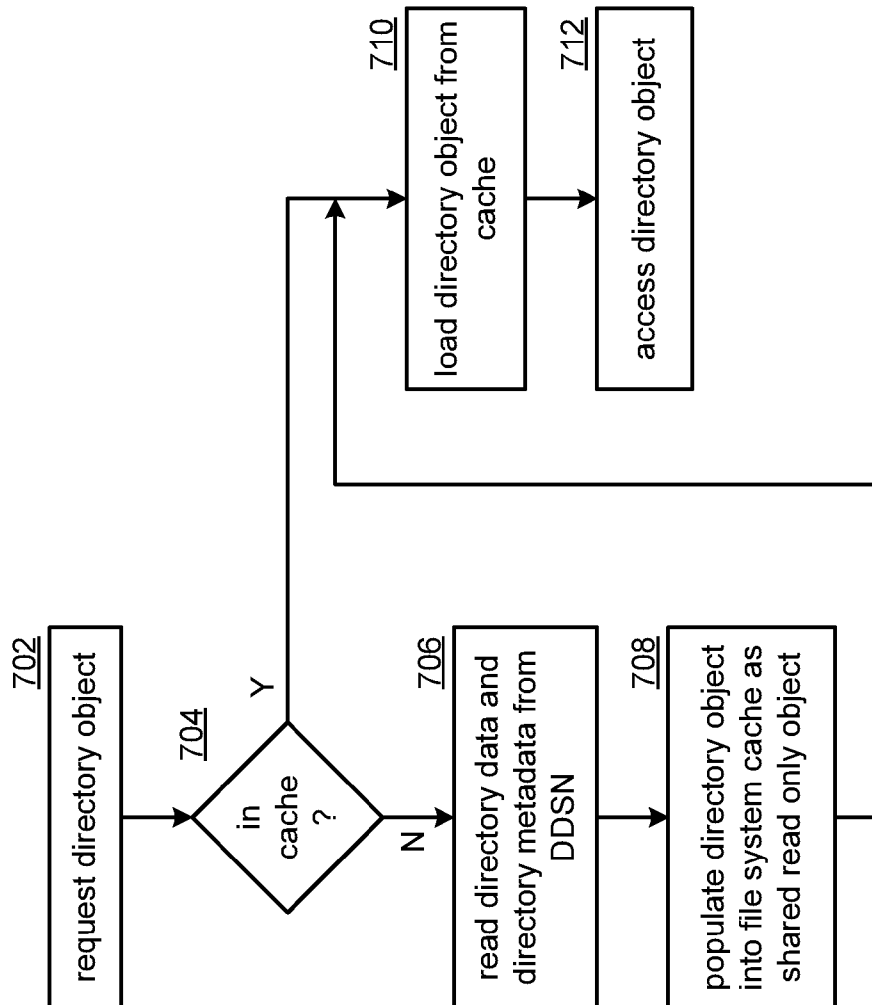 702
request directory object
704
in
cache
?
Y
N
706
read directory data and
directory metadata from
DDSN
708
populate directory object
into file system cache as
shared read only object
710
load directory object from
cache
712
access directory object